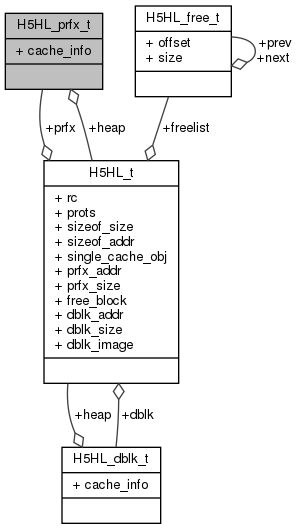 H5HL_prfx_t
+ cache_info
H5HL_free_t
+ offset
+ size
+prev
+next
+prfx
+heap
+freelist
H5HL_t
+ rc
+ prots
+ sizeof_size
+ sizeof_addr
+ single_cache_obj
+ prfx_addr
+ prfx_size
+ free_block
+ dblk_addr
+ dblk_size
+ dblk_image
+heap
+dblk
H5HL_dblk_t
+ cache_info